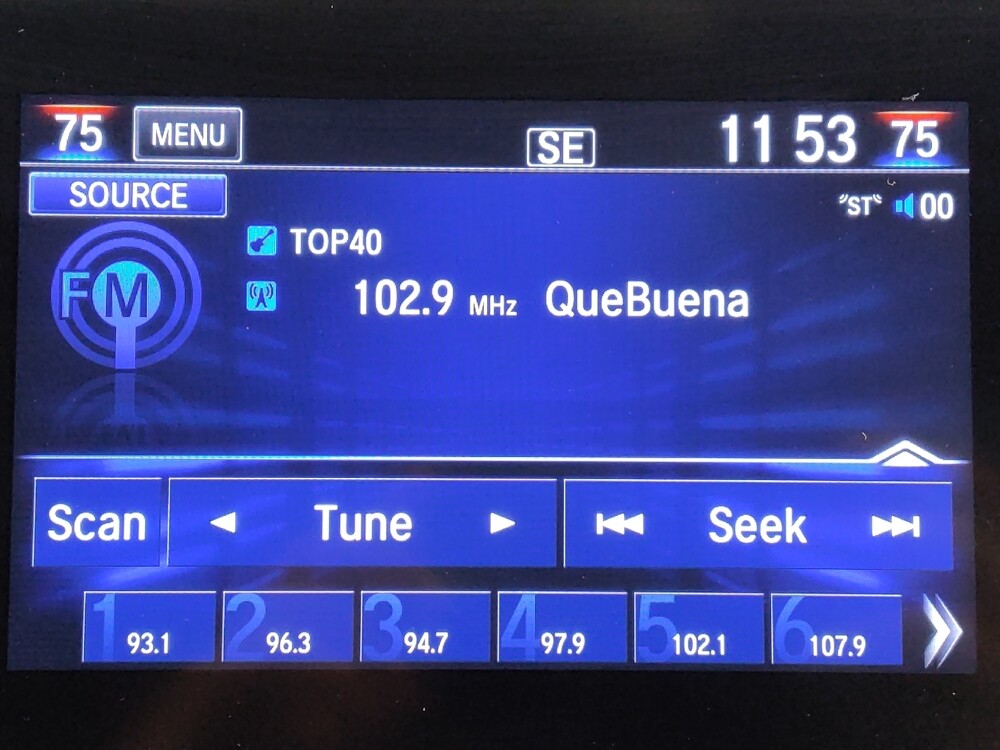 75 MENU SE 11 53 75
SOURCE "ST" 00
TOP40
FM 102.9 MHz QueBuena
Scan Tune Seek
1 93.1 2 96.3 3 94.7 4 97.9 5 102.1 6 107.9